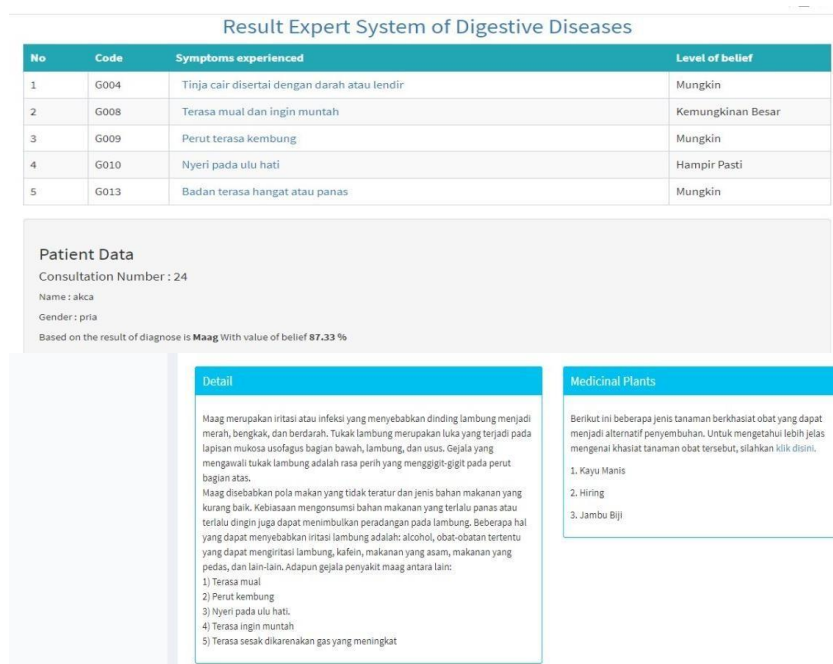 Result Expert System of Digestive Diseases
No Code Symptoms experienced Level of belief
1 G004 Tinja cair disertai dengan darah atau lendir Mungkin
2 G008 Terasa mual dan ingin muntah Kemungkinan Besar
3 G009 Perut terasa kembung Mungkin
4 G010 Nyeri pada ulu hati Hampir Pasti
5 G013 Badan terasa hangat atau panas Mungkin
Patient Data
Consultation Number : 24
Name : akca
Gender : pria
Based on the result of diagnose is Maag With value of belief 87.33 %
Detail
Maag merupakan iritasi atau infeksi yang menyebabkan dinding lambung menjadi
merah, bengkak, dan berdarah. Tukak lambung merupakan luka yang terjadi pada
lapisan mukosa usofagus bagian bawah, lambung, dan usus. Gejala yang
mengawali tukak lambung adalah rasa perih yang menggigit-gigit pada perut
bagian atas.
Maag disebabkan pola makan yang tidak teratur dan jenis bahan makanan yang
kurang baik. Kebiasaan mengonsumsi bahan makanan yang terlalu panas atau
terlalu dingin juga dapat menimbulkan peradangan pada lambung. Beberapa hal
yang dapat menyebabkan iritasi lambung adalah: alcohol, obat-obatan tertentu
yang dapat mengiritasi lambung, kafein, makanan yang asam, makanan yang
pedas, dan lain-lain. Adapun gejala penyakit maag antara lain:
1) Terasa mual
2) Perut kembung
3) Nyeri pada ulu hati.
4) Terasa ingin muntah
5) Terasa sesak dikarenakan gas yang meningkat
Medicinal Plants
Berikut ini beberapa jenis tanaman berkhasiat obat yang dapat
menjadi alternatif penyembuhan. Untuk mengetahui lebih jelas
mengenai khasiat tanaman obat tersebut, silahkan klik disini.
1. Kayu Manis
2. Hiring
3. Jambu Biji